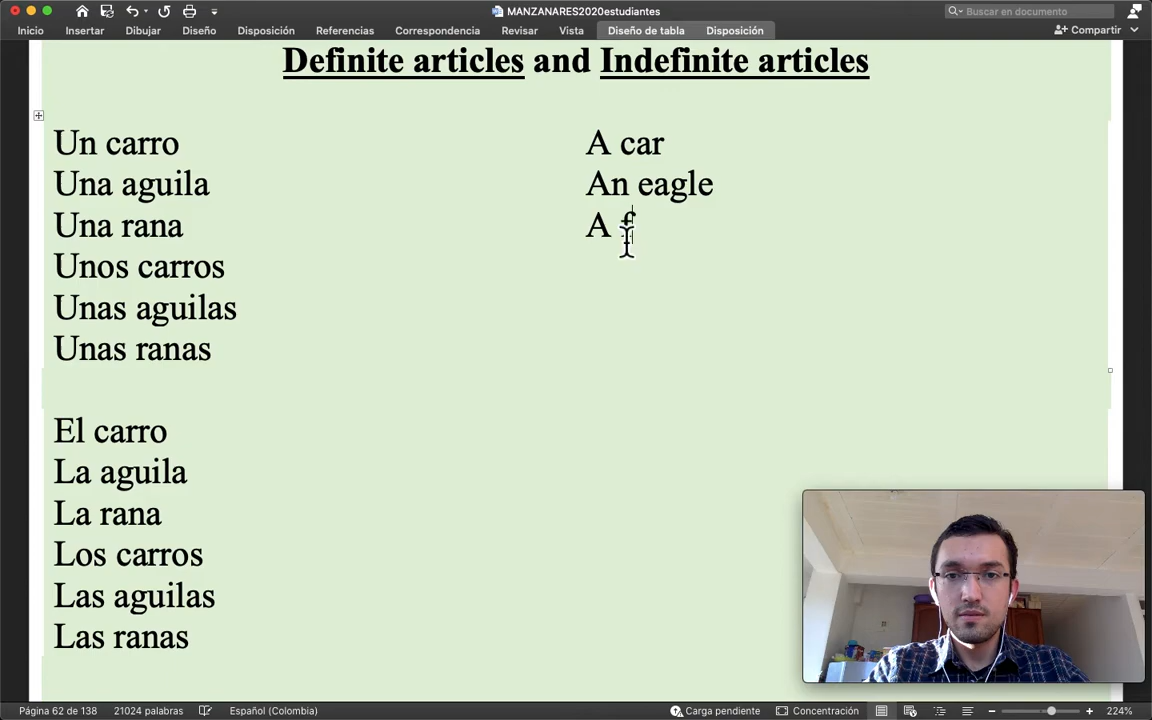 MANZANARES2020estudiantes
Buscar en documento
Inicio Insertar Dibujar Diseño Disposición Referencias Correspondencia Revisar Vista Diseño de tabla Disposición Compartir
Definite articles and Indefinite articles
Un carro A car
Una aguila An eagle
Una rana A f
Unos carros
Unas aguilas
Unas ranas
El carro
La aguila
La rana
Los carros
Las aguilas
Las ranas
Página 62 de 138 21024 palabras Español (Colombia) Carga pendiente Concentración 224%